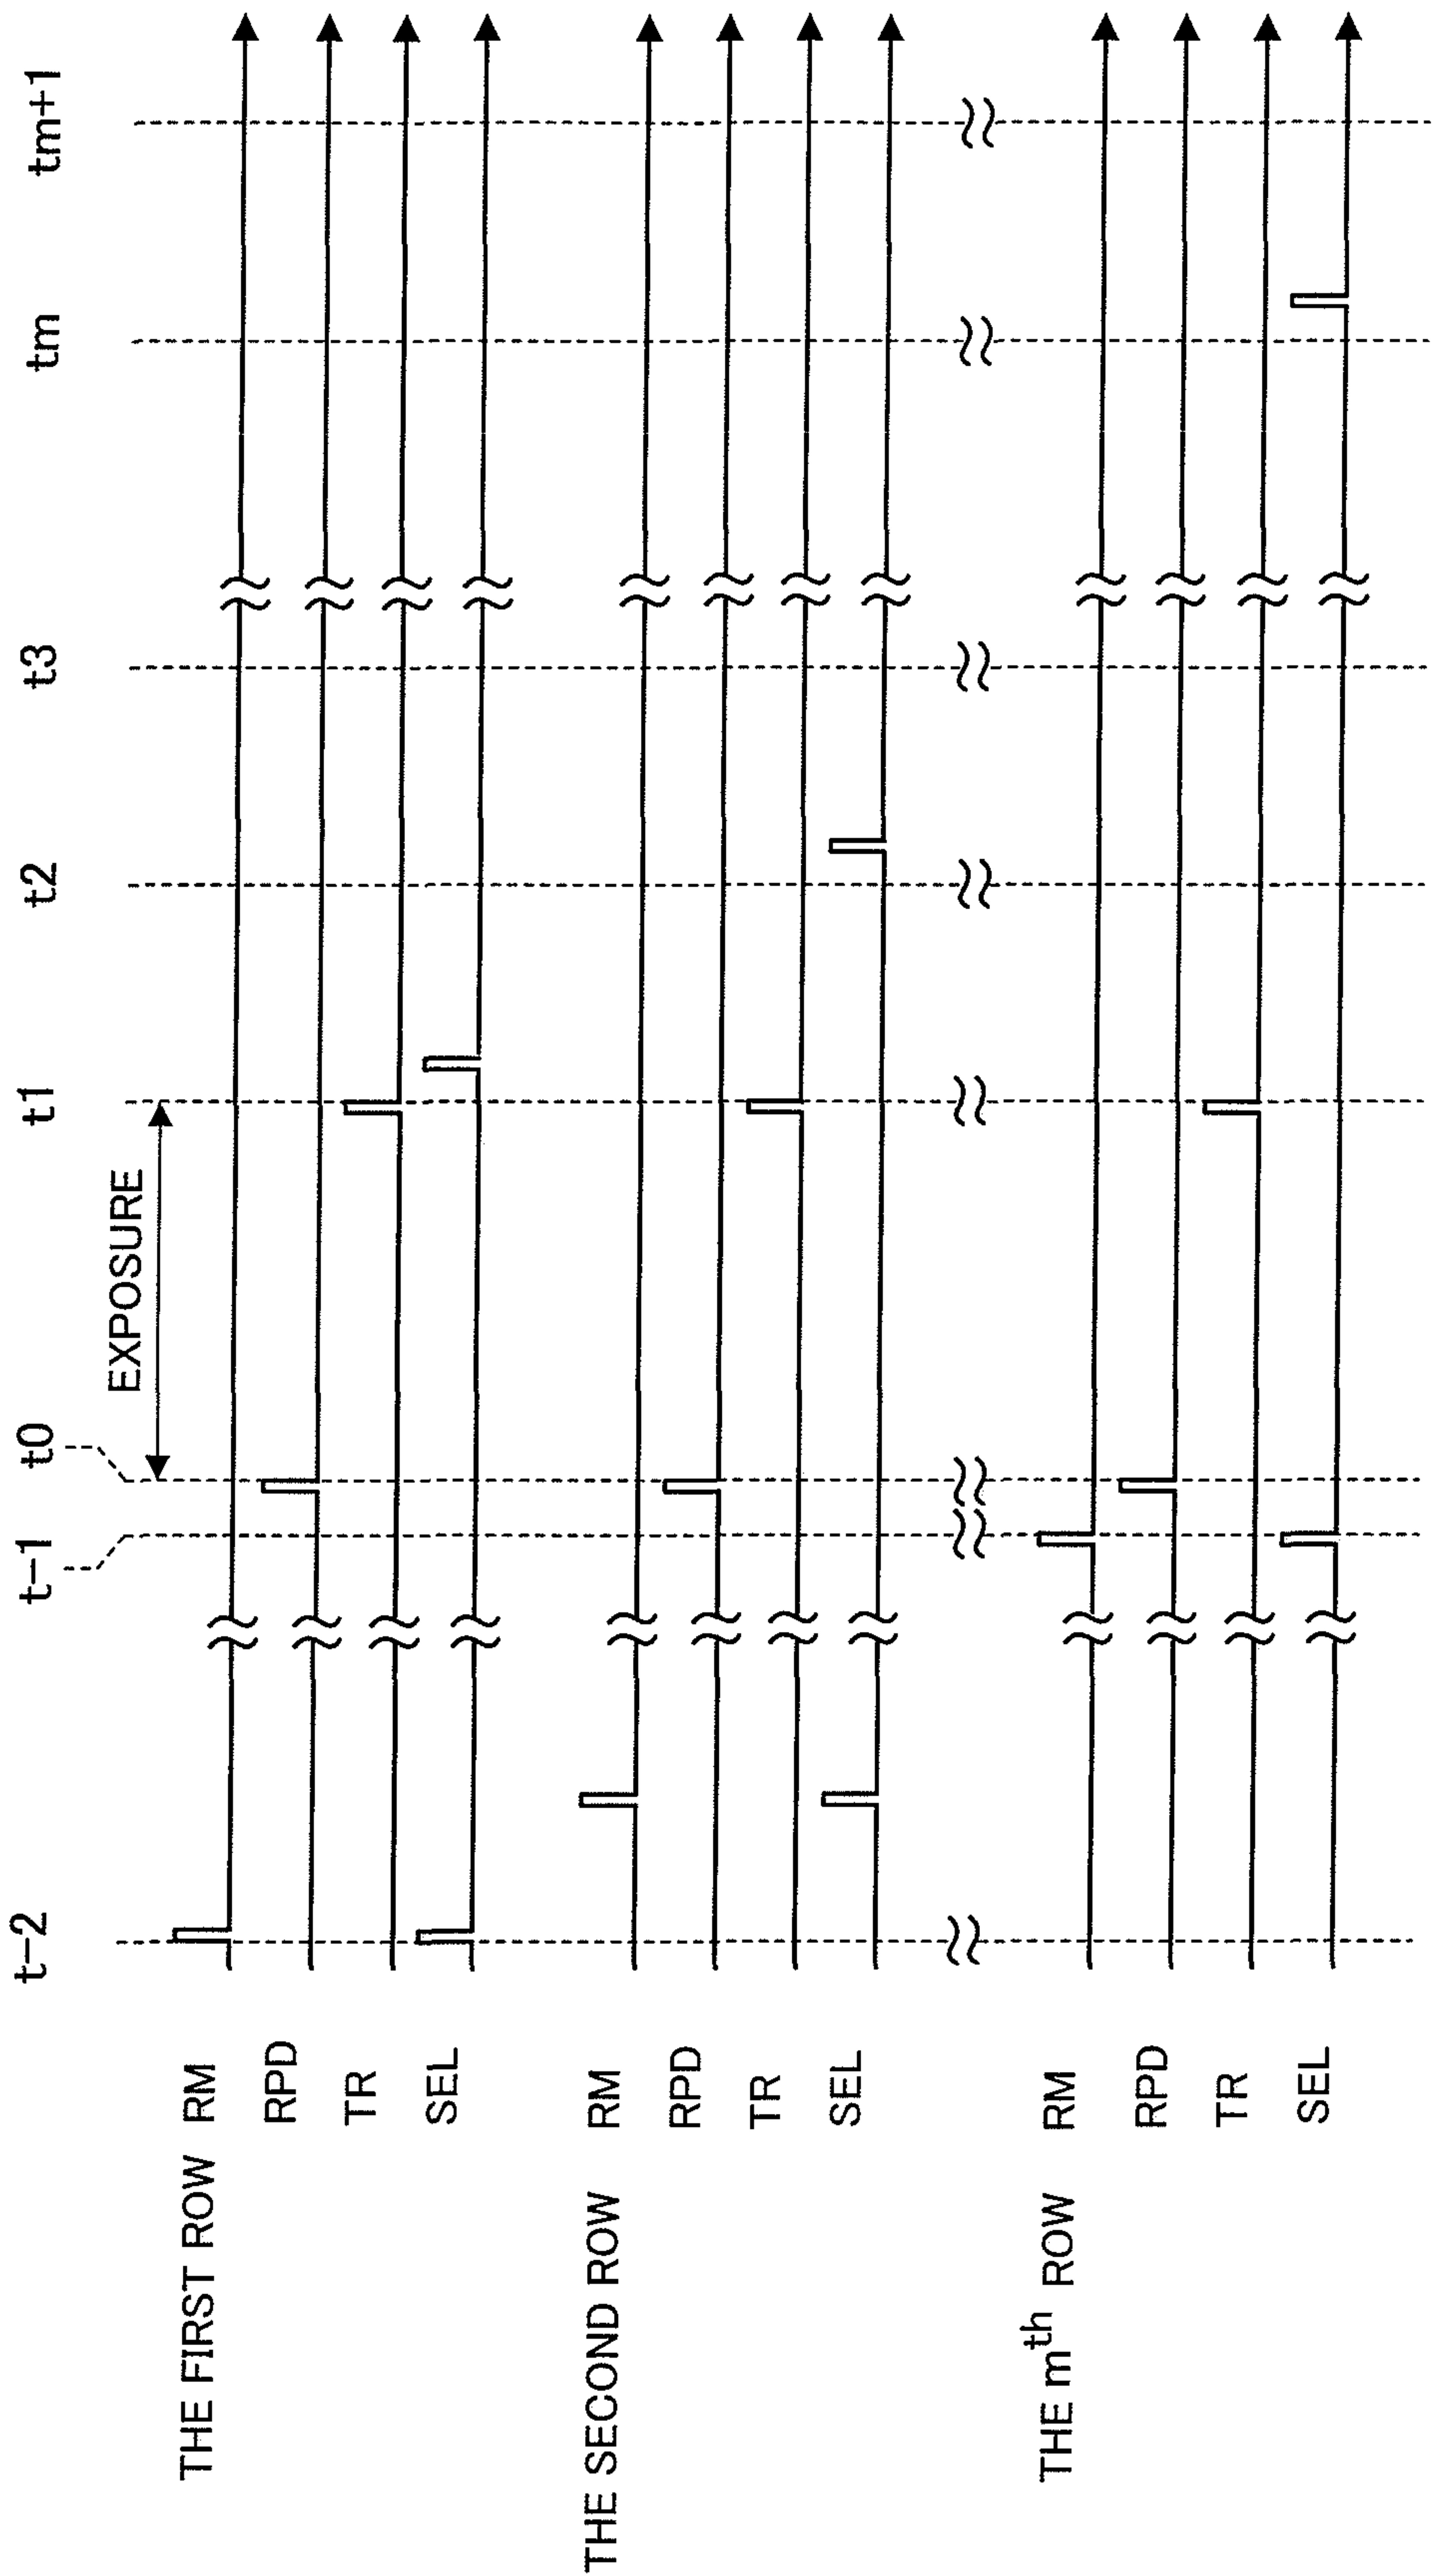 t-2 t-1 t0 t1 t2 t3 tm tm+1
EXPOSURE
THE FIRST ROW RM
RPD
TR
SEL
THE SECOND ROW RM
RPD
TR
SEL
THE mth ROW RM
RPD
TR
SEL